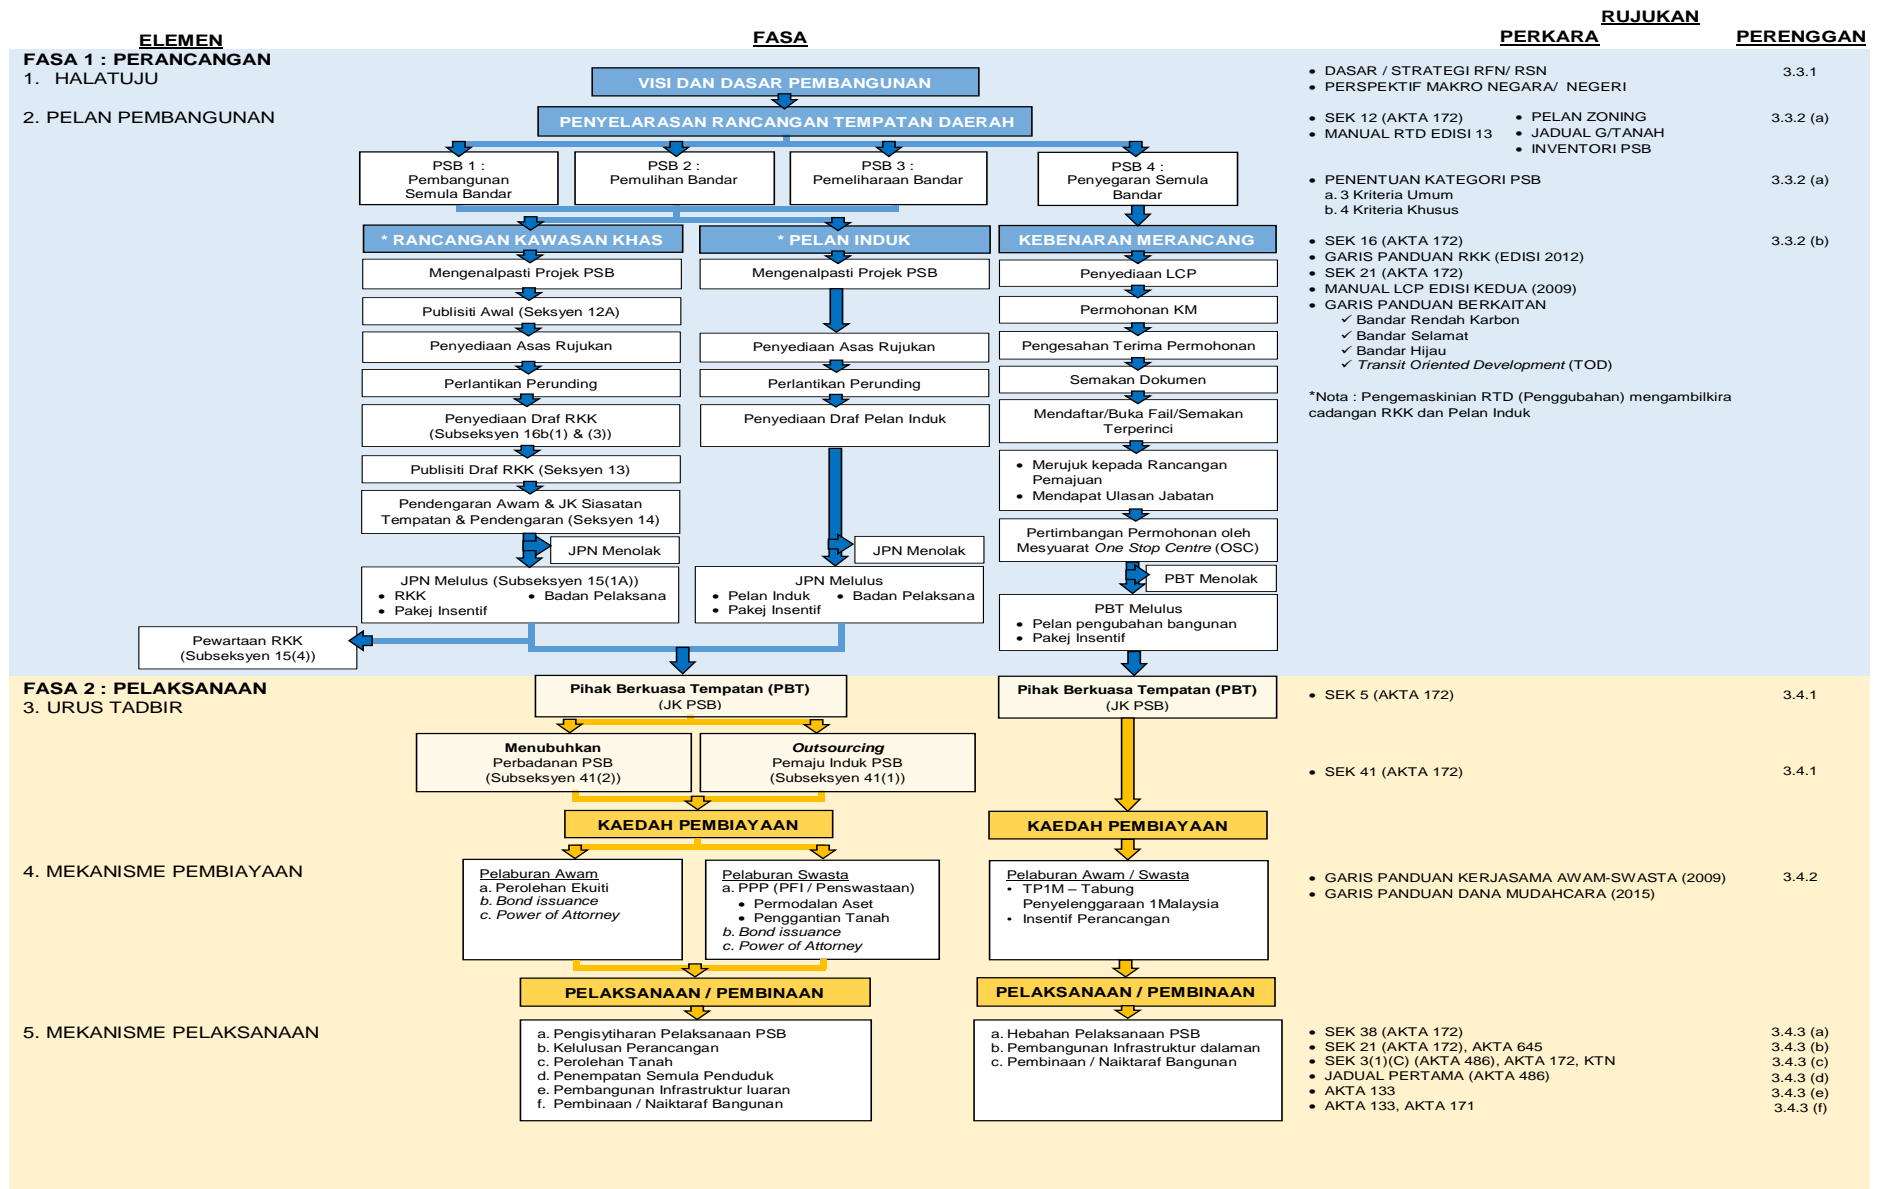 RUJUKAN
ELEMEN
FASA
PERKARA
PERENGGAN
FASA 1 : PERANCANGAN
1. HALATUJU
VISI DAN DASAR PEMBANGUNAN
• DASAR / STRATEGI RFN/ RSN
• PERSPEKTIF MAKRO NEGARA/ NEGERI
3.3.1
2. PELAN PEMBANGUNAN
PENYELARASAN RANCANGAN TEMPATAN DAERAH
• SEK 12 (AKTA 172)
• MANUAL RTD EDISI 13
• PELAN ZONING
• JADUAL G/TANAH
• INVENTORI PSB
3.3.2 (a)
PSB 1 :
Pembangunan
Semula Bandar
PSB 2 :
Pemulihan Bandar
PSB 3 :
Pemeliharaan Bandar
PSB 4 :
Penyegaran Semula
Bandar
• PENENTUAN KATEGORI PSB
a. 3 Kriteria Umum
b. 4 Kriteria Khusus
3.3.2 (a)
* RANCANGAN KAWASAN KHAS
Mengenalpasti Projek PSB
Publisiti Awal (Seksyen 12A)
Penyediaan Asas Rujukan
Perlantikan Perunding
Penyediaan Draf RKK
(Subseksyen 16b(1) & (3))
Publisiti Draf RKK (Seksyen 13)
Pendengaran Awam & JK Siasatan
Tempatan & Pendengaran (Seksyen 14)
JPN Menolak
JPN Melulus (Subseksyen 15(1A))
• RKK
• Badan Pelaksana
• Pakej Insentif
Pewartaan RKK
(Subseksyen 15(4))
* PELAN INDUK
Mengenalpasti Projek PSB
Penyediaan Asas Rujukan
Perlantikan Perunding
Penyediaan Draf Pelan Induk
JPN Menolak
JPN Melulus
• Pelan Induk
• Badan Pelaksana
• Pakej Insentif
KEBENARAN MERANCANG
Penyediaan LCP
Permohonan KM
Pengesahan Terima Permohonan
Semakan Dokumen
Mendaftar/Buka Fail/Semakan
Terperinci
• Merujuk kepada Rancangan
Pemajuan
• Mendapat Ulasan Jabatan
Pertimbangan Permohonan oleh
Mesyuarat One Stop Centre (OSC)
PBT Menolak
PBT Melulus
• Pelan pengubahan bangunan
• Pakej Insentif
• SEK 16 (AKTA 172)
• GARIS PANDUAN RKK (EDISI 2012)
• SEK 21 (AKTA 172)
• MANUAL LCP EDISI KEDUA (2009)
• GARIS PANDUAN BERKAITAN
✓ Bandar Rendah Karbon
✓ Bandar Selamat
✓ Bandar Hijau
✓ Transit Oriented Development (TOD)
3.3.2 (b)
*Nota : Pengemaskinian RTD (Penggubahan) mengambilkira
cadangan RKK dan Pelan Induk
FASA 2 : PELAKSANAAN
3. URUS TADBIR
Pihak Berkuasa Tempatan (PBT)
(JK PSB)
Pihak Berkuasa Tempatan (PBT)
(JK PSB)
• SEK 5 (AKTA 172)
3.4.1
Menubuhkan
Perbadanan PSB
(Subseksyen 41(2))
Outsourcing
Pemaju Induk PSB
(Subseksyen 41(1))
• SEK 41 (AKTA 172)
3.4.1
KAEDAH PEMBIAYAAN
KAEDAH PEMBIAYAAN
4. MEKANISME PEMBIAYAAN
Pelaburan Awam
a. Perolehan Ekuiti
b. Bond issuance
c. Power of Attorney
Pelaburan Swasta
a. PPP (PFI / Penswastaan)
• Permodalan Aset
• Penggantian Tanah
b. Bond issuance
c. Power of Attorney
Pelaburan Awam / Swasta
• TP1M – Tabung
Penyelenggaraan 1Malaysia
• Insentif Perancangan
• GARIS PANDUAN KERJASAMA AWAM-SWASTA (2009)
• GARIS PANDUAN DANA MUDAHCARA (2015)
3.4.2
PELAKSANAAN / PEMBINAAN
PELAKSANAAN / PEMBINAAN
5. MEKANISME PELAKSANAAN
a. Pengisytiharan Pelaksanaan PSB
b. Kelulusan Perancangan
c. Perolehan Tanah
d. Penempatan Semula Penduduk
e. Pembangunan Infrastruktur luaran
f. Pembinaan / Naiktaraf Bangunan
a. Hebahan Pelaksanaan PSB
b. Pembangunan Infrastruktur dalaman
c. Pembinaan / Naiktaraf Bangunan
• SEK 38 (AKTA 172)
3.4.3 (a)
• SEK 21 (AKTA 172), AKTA 645
3.4.3 (b)
• SEK 3(1)(C) (AKTA 486), AKTA 172, KTN
3.4.3 (c)
• JADUAL PERTAMA (AKTA 486)
3.4.3 (d)
• AKTA 133
3.4.3 (e)
• AKTA 133, AKTA 171
3.4.3 (f)